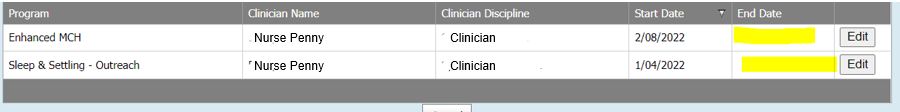 Program Clinician Name Clinician Discipline Start Date End Date
Enhanced MCH Nurse Penny Clinician 2/08/2022 Edit
Sleep & Settling - Outreach Nurse Penny Clinician 1/04/2022 Edit